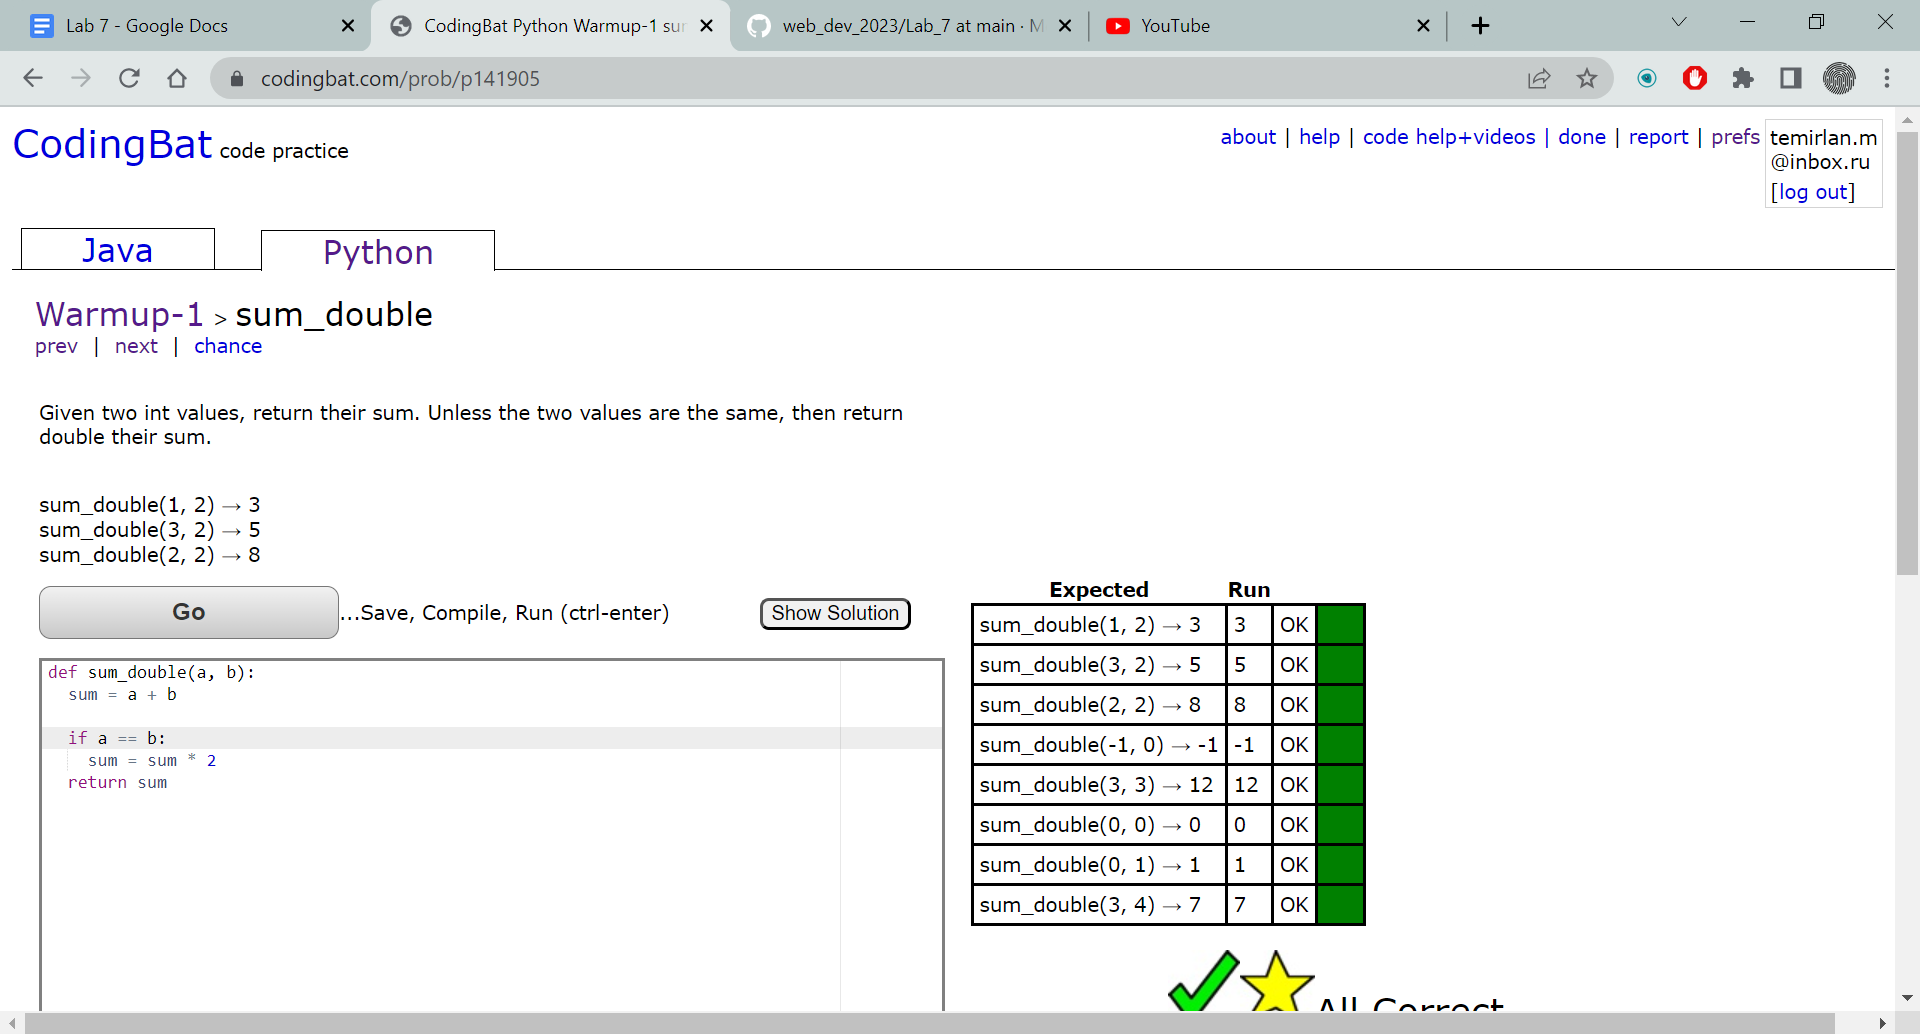 Lab 7 - Google Docs
CodingBat Python Warmup-1 sur
web_dev_2023/Lab_7 at main · M
YouTube
codingbat.com/prob/p141905
CodingBat code practice
about | help | code help+videos | done | report | prefs
temirlan.m
@inbox.ru
[log out]
Java
Python
Warmup-1 > sum_double
prev | next | chance
Given two int values, return their sum. Unless the two values are the same, then return
double their sum.
sum_double(1, 2) → 3
sum_double(3, 2) → 5
sum_double(2, 2) → 8
Go
...Save, Compile, Run (ctrl-enter)
Show Solution
def sum_double(a, b):
  sum = a + b
  if a == b:
    sum = sum * 2
  return sum
Expected Run
sum_double(1, 2) → 3 3 OK
sum_double(3, 2) → 5 5 OK
sum_double(2, 2) → 8 8 OK
sum_double(-1, 0) → -1 -1 OK
sum_double(3, 3) → 12 12 OK
sum_double(0, 0) → 0 0 OK
sum_double(0, 1) → 1 1 OK
sum_double(3, 4) → 7 7 OK
All Correct